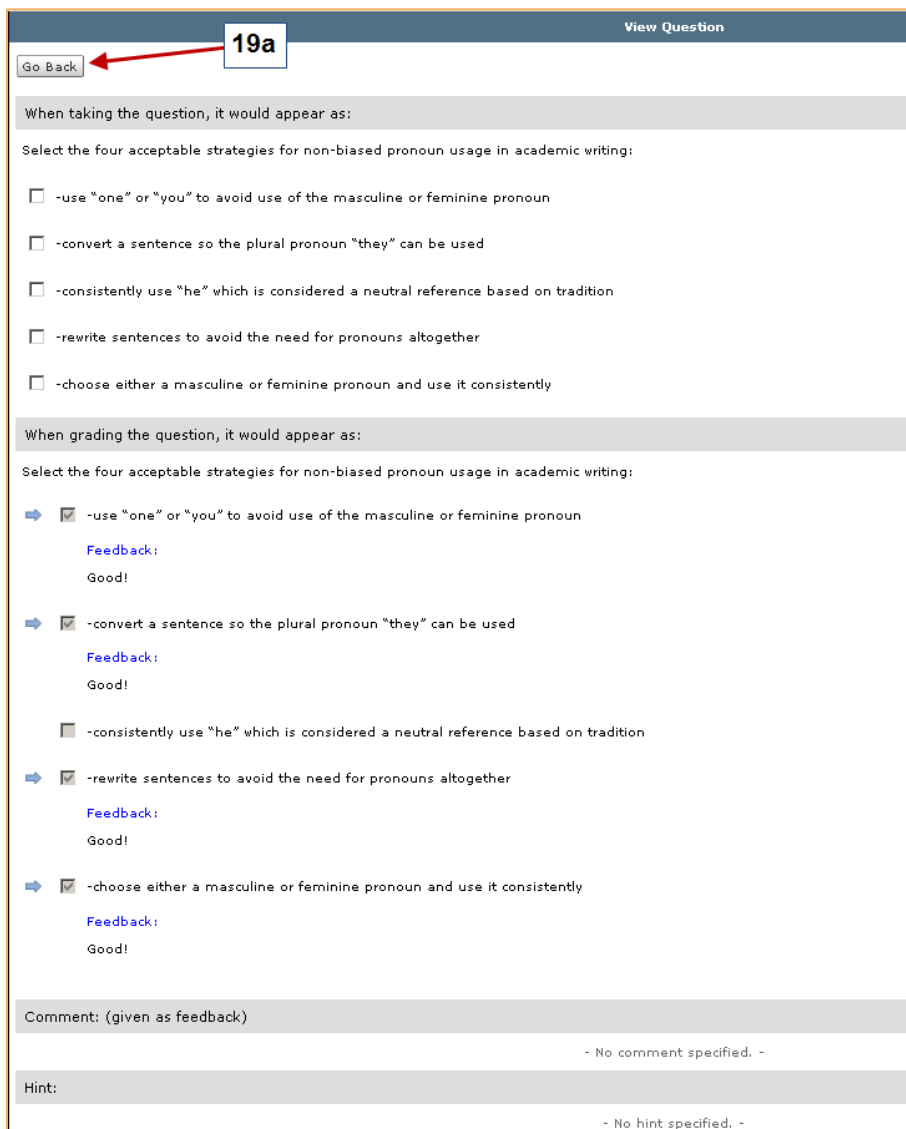 View Question
19a
Go Back
When taking the question, it would appear as:
Select the four acceptable strategies for non-biased pronoun usage in academic writing:
-use “one” or “you” to avoid use of the masculine or feminine pronoun
-convert a sentence so the plural pronoun “they” can be used
-consistently use “he” which is considered a neutral reference based on tradition
-rewrite sentences to avoid the need for pronouns altogether
-choose either a masculine or feminine pronoun and use it consistently
When grading the question, it would appear as:
Select the four acceptable strategies for non-biased pronoun usage in academic writing:
-use “one” or “you” to avoid use of the masculine or feminine pronoun
Feedback:
Good!
-convert a sentence so the plural pronoun “they” can be used
Feedback:
Good!
-consistently use “he” which is considered a neutral reference based on tradition
-rewrite sentences to avoid the need for pronouns altogether
Feedback:
Good!
-choose either a masculine or feminine pronoun and use it consistently
Feedback:
Good!
Comment: (given as feedback)
- No comment specified. -
Hint:
- No hint specified. -